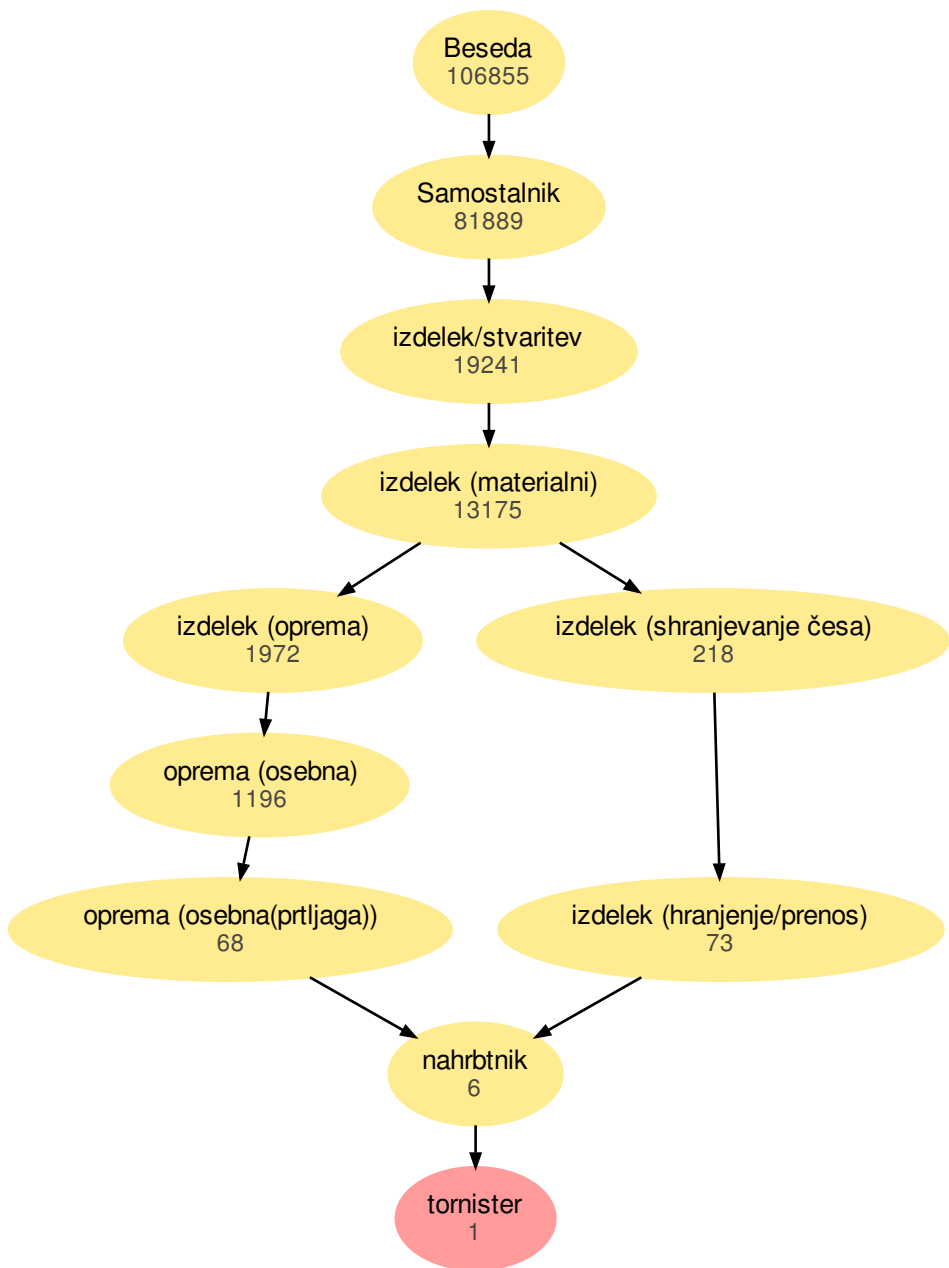 Beseda
106855
Samostalnik
81889
izdelek/stvaritev
19241
izdelek (materialni)
13175
izdelek (oprema)
1972
izdelek (shranjevanje česa)
218
oprema (osebna)
1196
oprema (osebna(prtljaga))
68
izdelek (hranjenje/prenos)
73
nahrbtnik
6
tornister
1